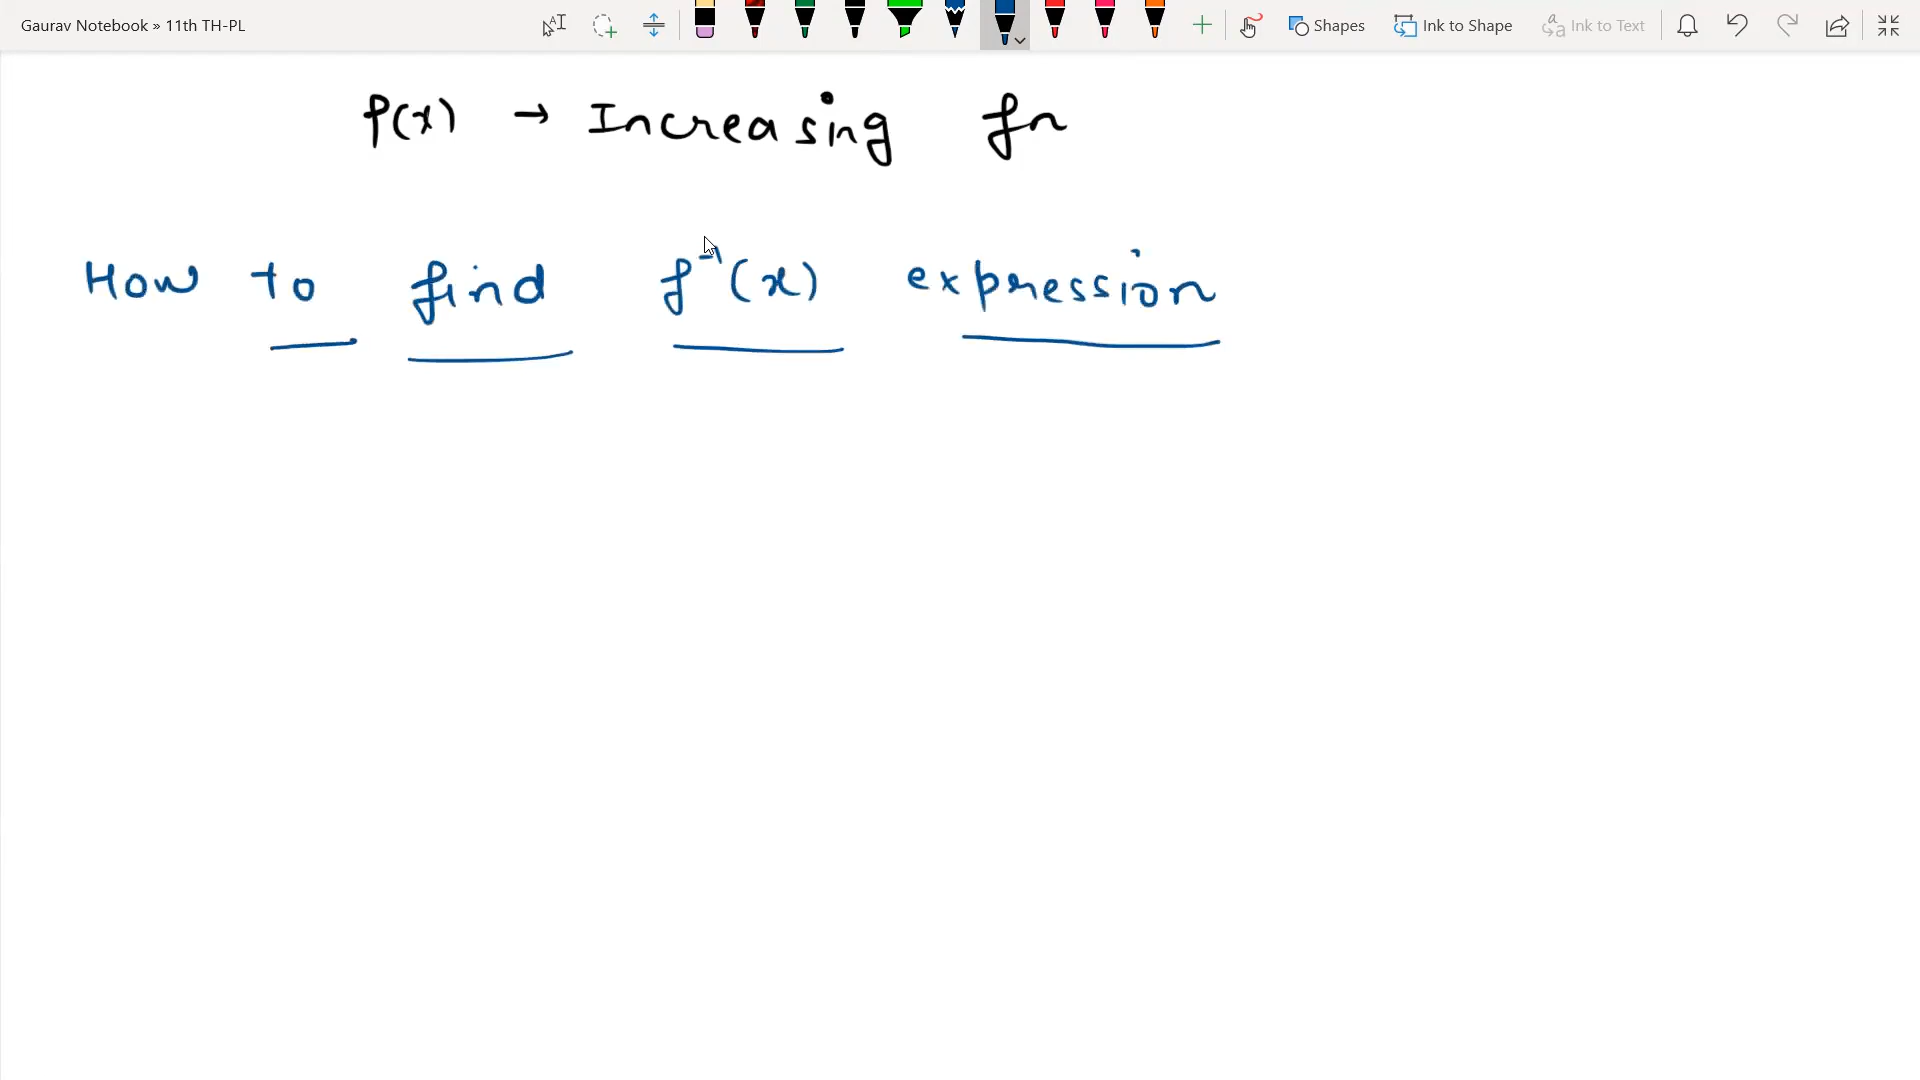 Gaurav Notebook » 11th TH-PL
Shapes
Ink to Shape
Ink to Text
f(x) → Increasing fn
How to find f⁻¹(x) expression